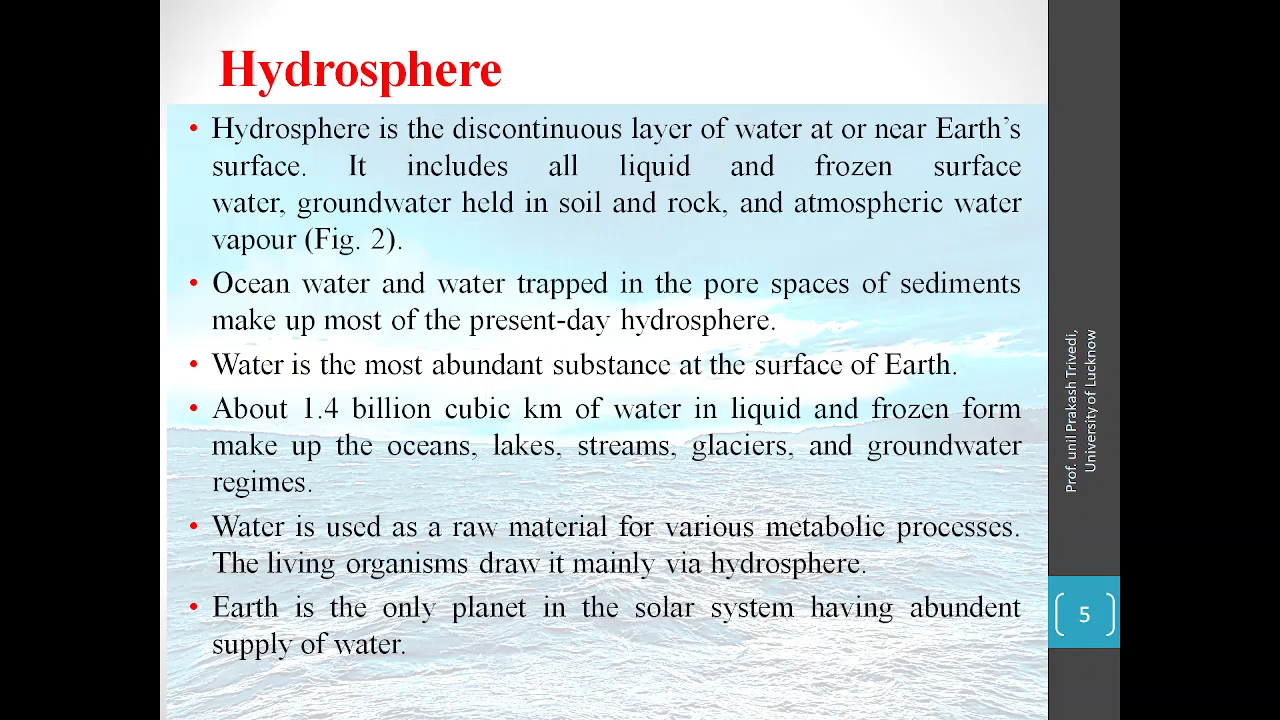 Hydrosphere
• Hydrosphere is the discontinuous layer of water at or near Earth’s
surface. It includes all liquid and frozen surface
water, groundwater held in soil and rock, and atmospheric water
vapour (Fig. 2).
• Ocean water and water trapped in the pore spaces of sediments
make up most of the present-day hydrosphere.
• Water is the most abundant substance at the surface of Earth.
• About 1.4 billion cubic km of water in liquid and frozen form
make up the oceans, lakes, streams, glaciers, and groundwater
regimes.
• Water is used as a raw material for various metabolic processes.
The living organisms draw it mainly via hydrosphere.
• Earth is the only planet in the solar system having abundent
supply of water.
Prof. unil Prakash Trivedi,
University of Lucknow
5